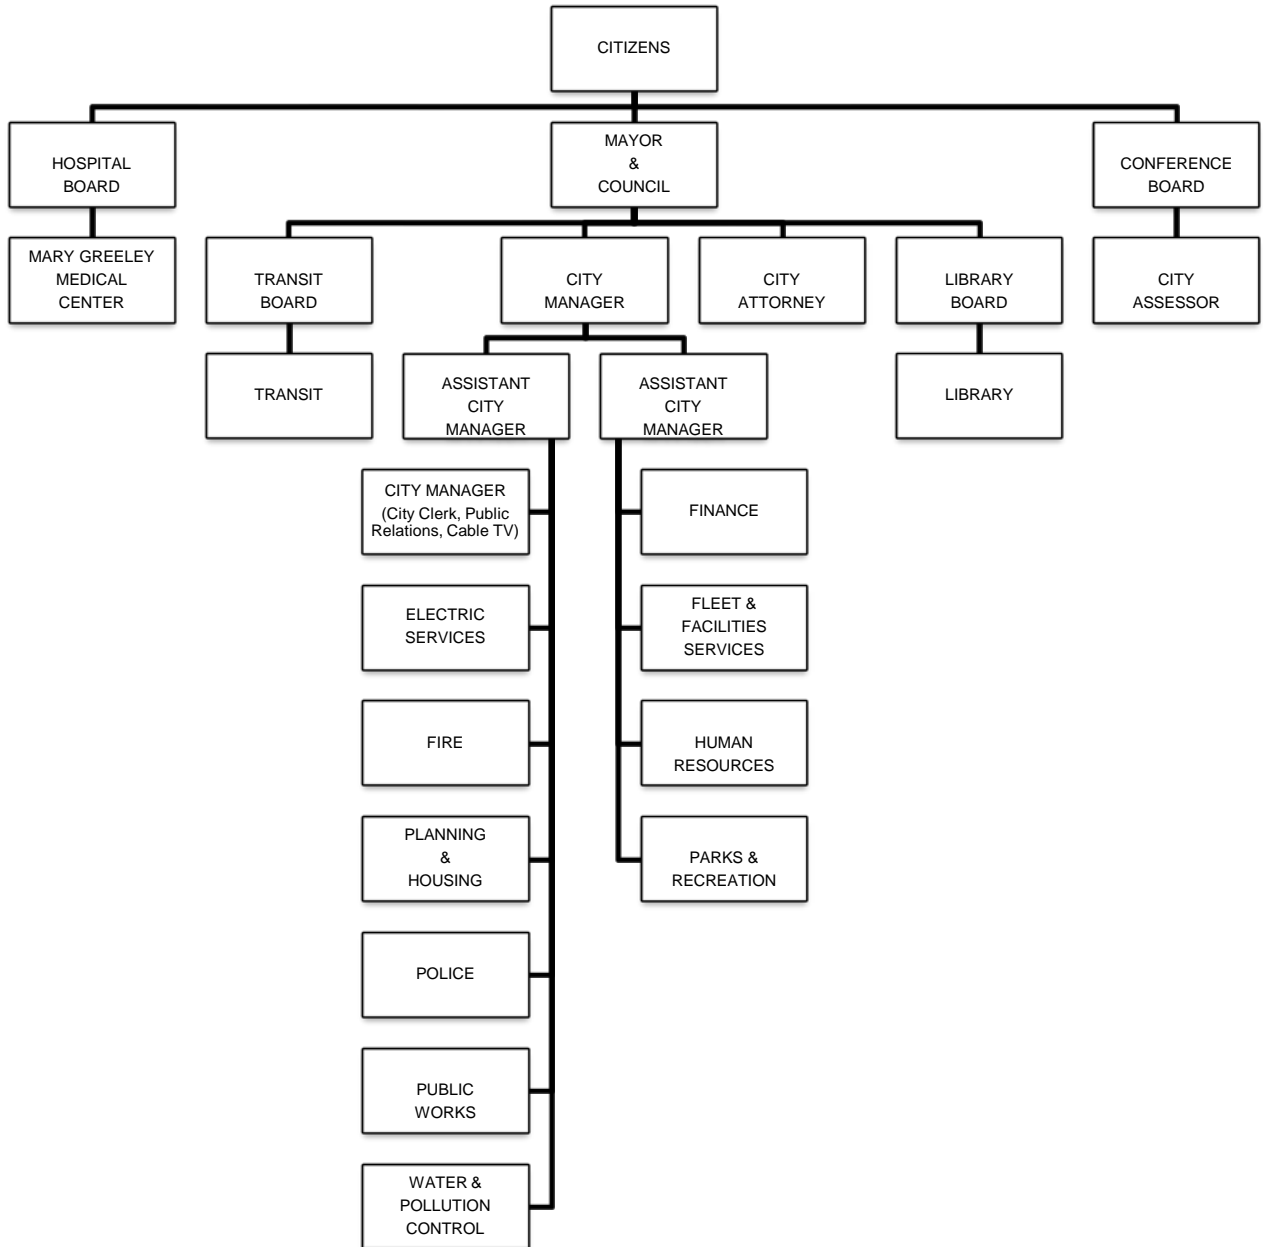 CITIZENS
HOSPITAL
BOARD
MAYOR
&
COUNCIL
CONFERENCE
BOARD
MARY GREELEY
MEDICAL
CENTER
TRANSIT
BOARD
CITY
MANAGER
CITY
ATTORNEY
LIBRARY
BOARD
CITY
ASSESSOR
TRANSIT
ASSISTANT
CITY
MANAGER
ASSISTANT
CITY
MANAGER
LIBRARY
CITY MANAGER
(City Clerk, Public
Relations, Cable TV)
FINANCE
ELECTRIC
SERVICES
FLEET &
FACILITIES
SERVICES
FIRE
HUMAN
RESOURCES
PLANNING
&
HOUSING
PARKS &
RECREATION
POLICE
PUBLIC
WORKS
WATER &
POLLUTION
CONTROL